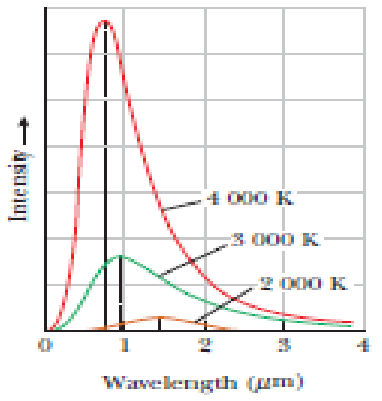 Intensity
4 000 K
3 000 K
2 000 K
0 1 2 3 4
Wavelength (μm)